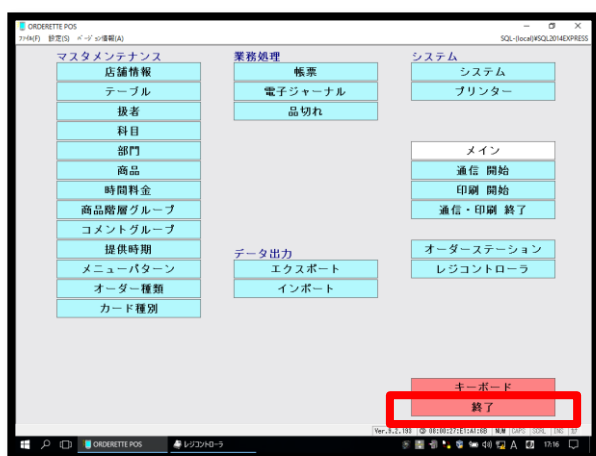 ORDERETTE POS
ﾌｧｲﾙ(F) 設定(S) ﾊﾞｰｼﾞｮﾝ情報(A)
SQL-(local)¥SQL2014EXPRESS
マスタメンテナンス
店舗情報
テーブル
扱者
科目
部門
商品
時間料金
商品階層グループ
コメントグループ
提供時期
メニューパターン
オーダー種類
カード種別
業務処理
帳票
電子ジャーナル
品切れ
データ出力
エクスポート
インポート
システム
システム
プリンター
メイン
通信 開始
印刷 開始
通信・印刷 終了
オーダーステーション
レジコントローラ
キーボード
終了
NUM CAPS SCRL INS
ORDERETTE POS
レジコントローラ
A
17:16